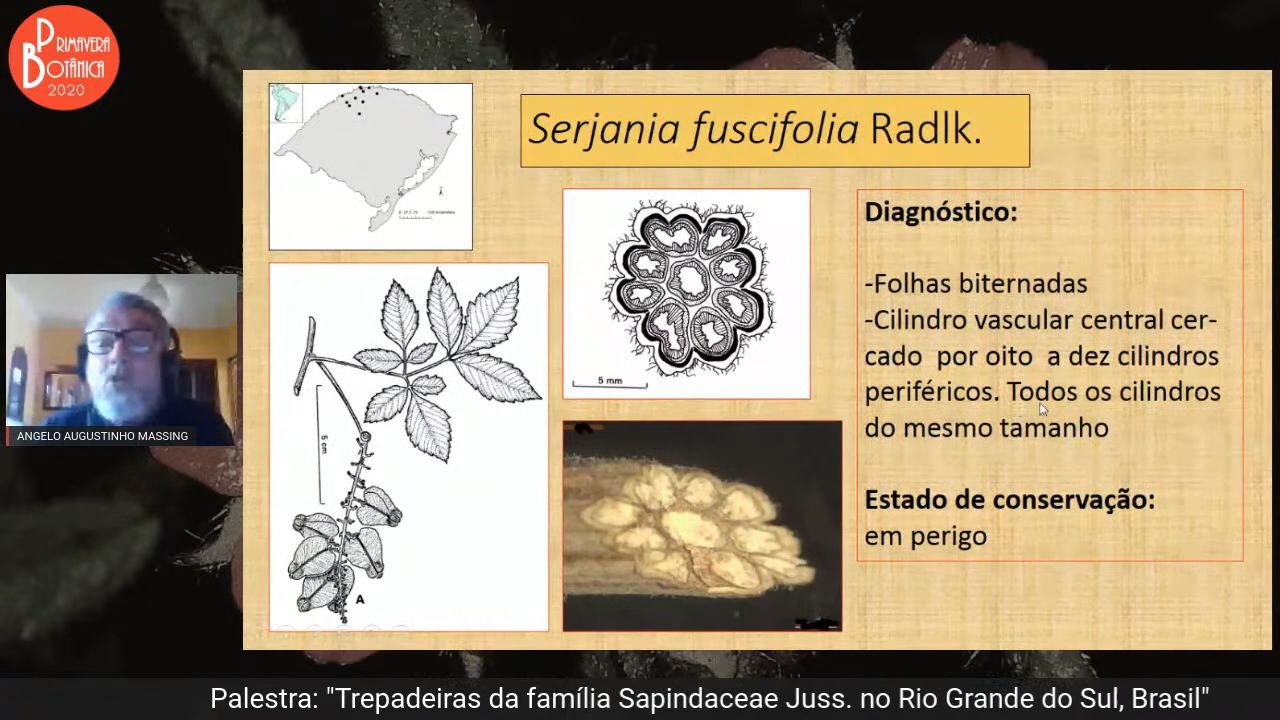 PRIMAVERA
BOTÂNICA
2020
Serjania fuscifolia Radlk.
Diagnóstico:
-Folhas biternadas
-Cilindro vascular central cer-
cado por oito a dez cilindros
periféricos. Todos os cilindros
do mesmo tamanho
Estado de conservação:
em perigo
5 mm
5 cm
A
ANGELO AUGUSTINHO MASSING
Palestra: "Trepadeiras da família Sapindaceae Juss. no Rio Grande do Sul, Brasil"